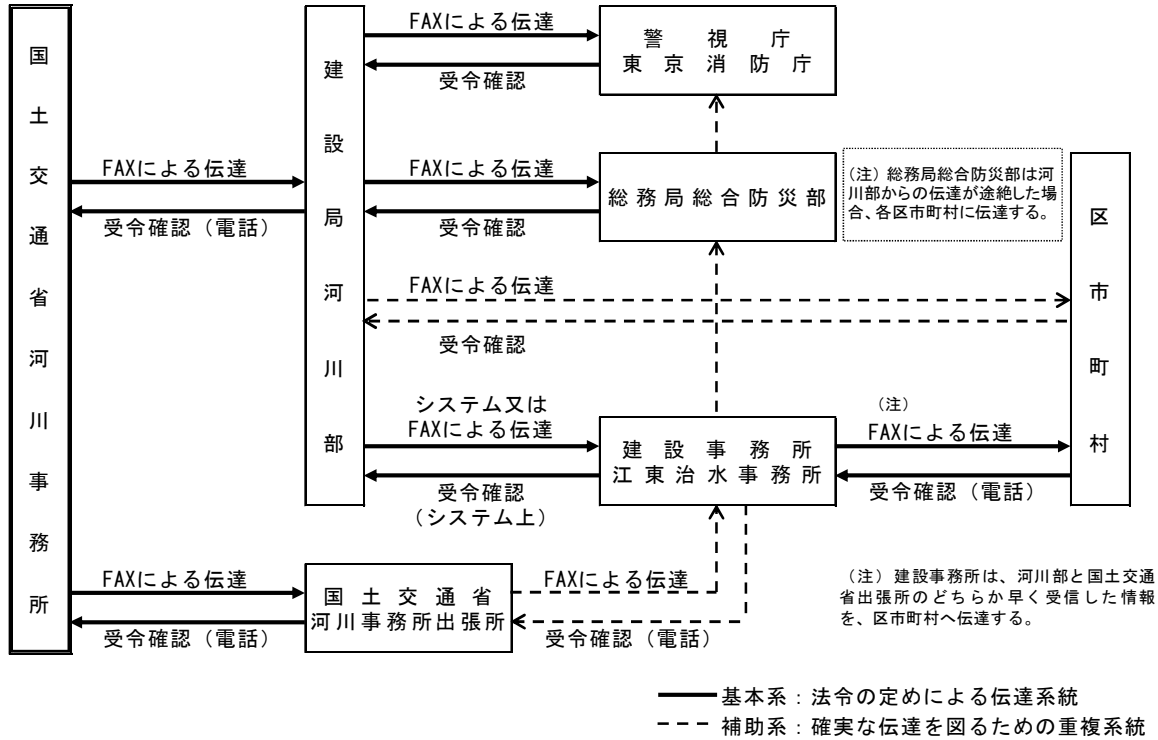 国土交通省河川事務所
FAXによる伝達
受令確認（電話）
建設局河川部
FAXによる伝達
受令確認
警視庁
東京消防庁
FAXによる伝達
受令確認
総務局総合防災部
（注）総務局総合防災部は河
川部からの伝達が途絶した場
合、各区市町村に伝達する。
区市町村
FAXによる伝達
受令確認
システム又は
FAXによる伝達
受令確認
（システム上）
建設事務所
江東治水事務所
（注）
FAXによる伝達
受令確認（電話）
FAXによる伝達
受令確認（電話）
国土交通省
河川事務所出張所
FAXによる伝達
受令確認（電話）
（注）建設事務所は、河川部と国土交通
省出張所のどちらか早く受信した情報
を、区市町村へ伝達する。
基本系：法令の定めによる伝達系統
補助系：確実な伝達を図るための重複系統